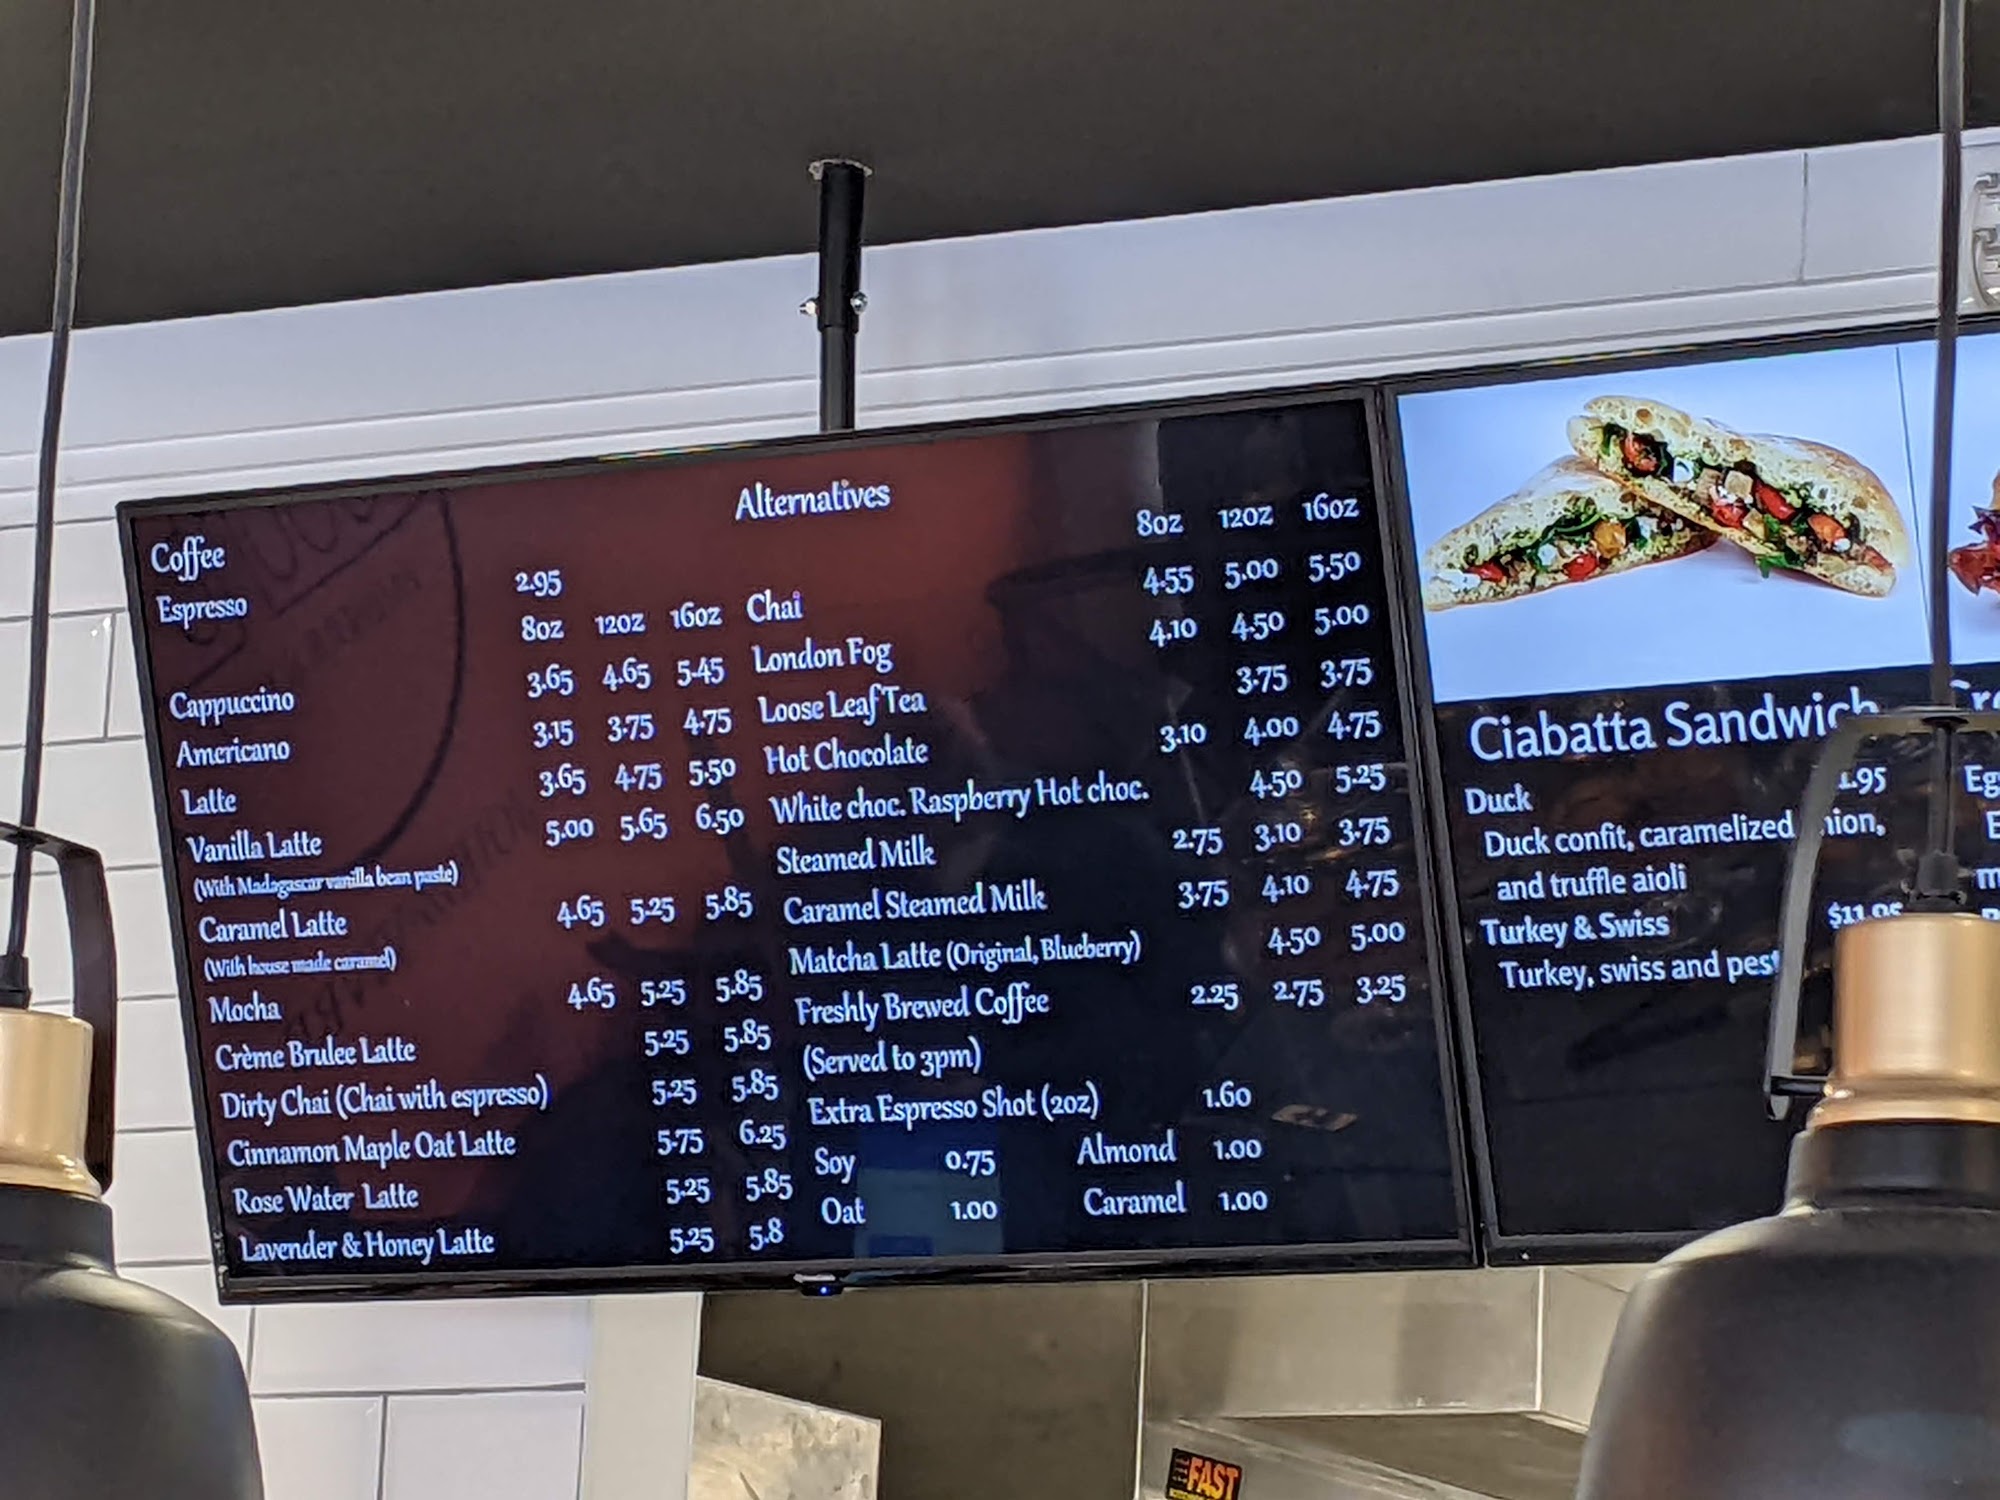 Coffee
Espresso 2.95
8oz 12oz 16oz
Cappuccino 3.65 4.65 5.45
Americano 3.15 3.75 4.75
Latte 3.65 4.75 5.50
Vanilla Latte 5.00 5.65 6.50
(With Madagascar vanilla bean paste)
Caramel Latte 4.65 5.25 5.85
(With house made caramel)
Mocha 4.65 5.25 5.85
Crème Brulee Latte 5.25 5.85
Dirty Chai (Chai with espresso) 5.25 5.85
Cinnamon Maple Oat Latte 5.75 6.25
Rose Water Latte 5.25 5.85
Lavender & Honey Latte 5.25 5.8
Alternatives
8oz 12oz 16oz
Chai 4.55 5.00 5.50
London Fog 4.10 4.50 5.00
Loose Leaf Tea 3.75 3.75
Hot Chocolate 3.10 4.00 4.75
White choc. Raspberry Hot choc. 4.50 5.25
Steamed Milk 2.75 3.10 3.75
Caramel Steamed Milk 3.75 4.10 4.75
Matcha Latte (Original, Blueberry) 4.50 5.00
Freshly Brewed Coffee 2.25 2.75 3.25
(Served to 3pm)
Extra Espresso Shot (2oz) 1.60
Soy 0.75 Almond 1.00
Oat 1.00 Caramel 1.00
Ciabatta Sandwich
Duck
Duck confit, caramelized
and truffle aioli
Turkey & Swiss
Turkey, swiss and
FAST